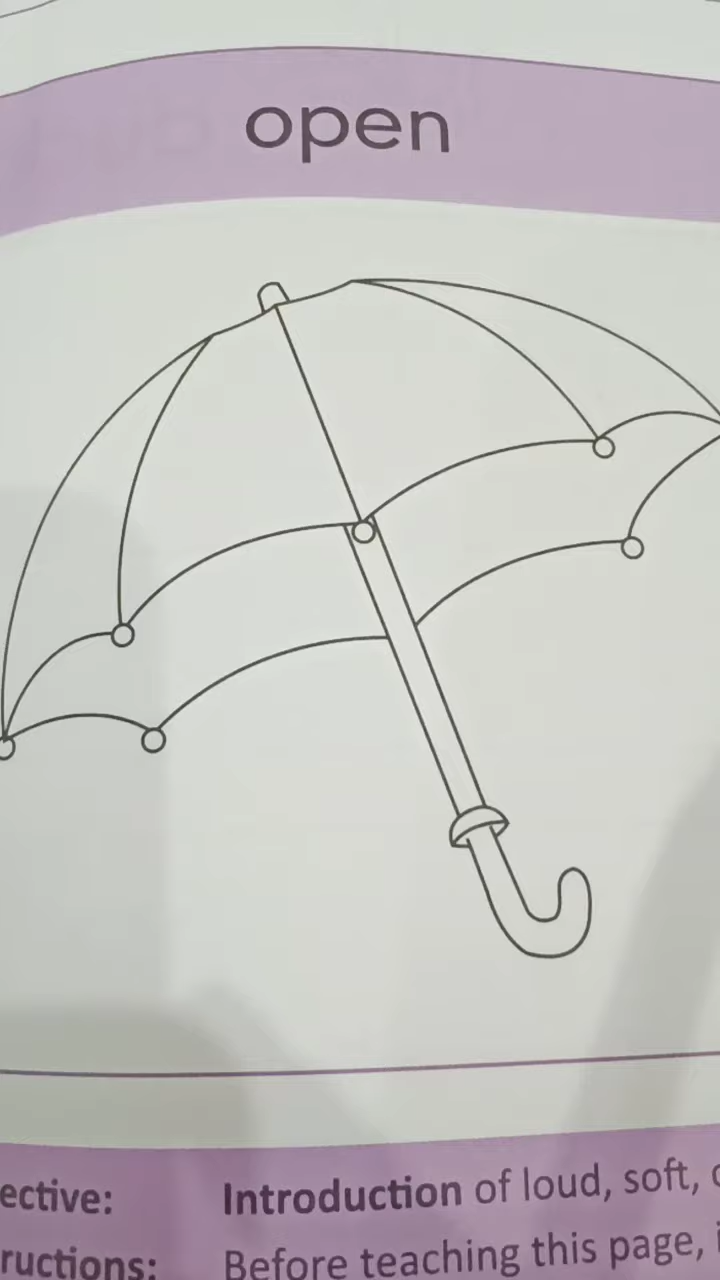 open
ective: Introduction of loud, soft,
ructions: Before teaching this page,